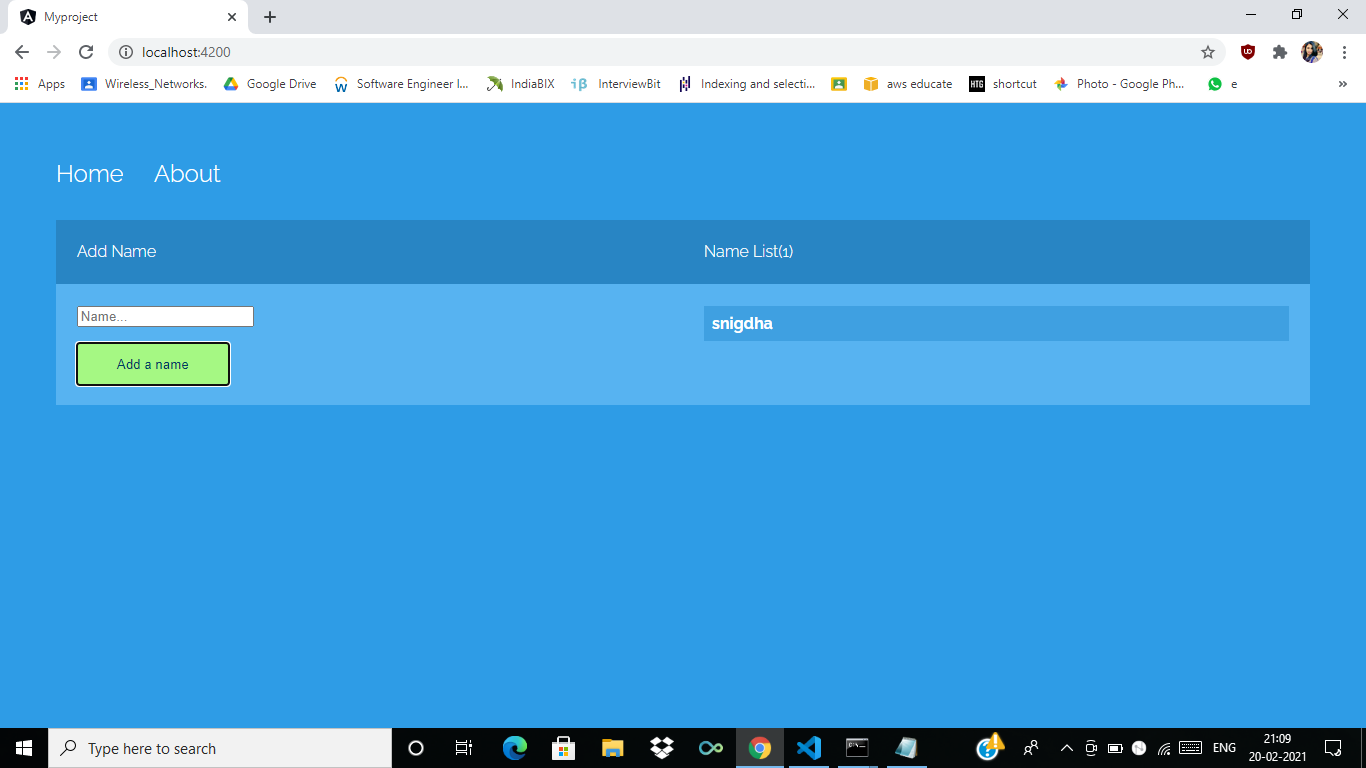 Myproject
localhost:4200
Apps Wireless_Networks. Google Drive Software Engineer I... IndiaBIX InterviewBit Indexing and selecti... aws educate HTG shortcut Photo - Google Ph... e »
Home About
Add Name Name List(1)
Name... snigdha
Add a name
Type here to search ENG 21:09
20-02-2021